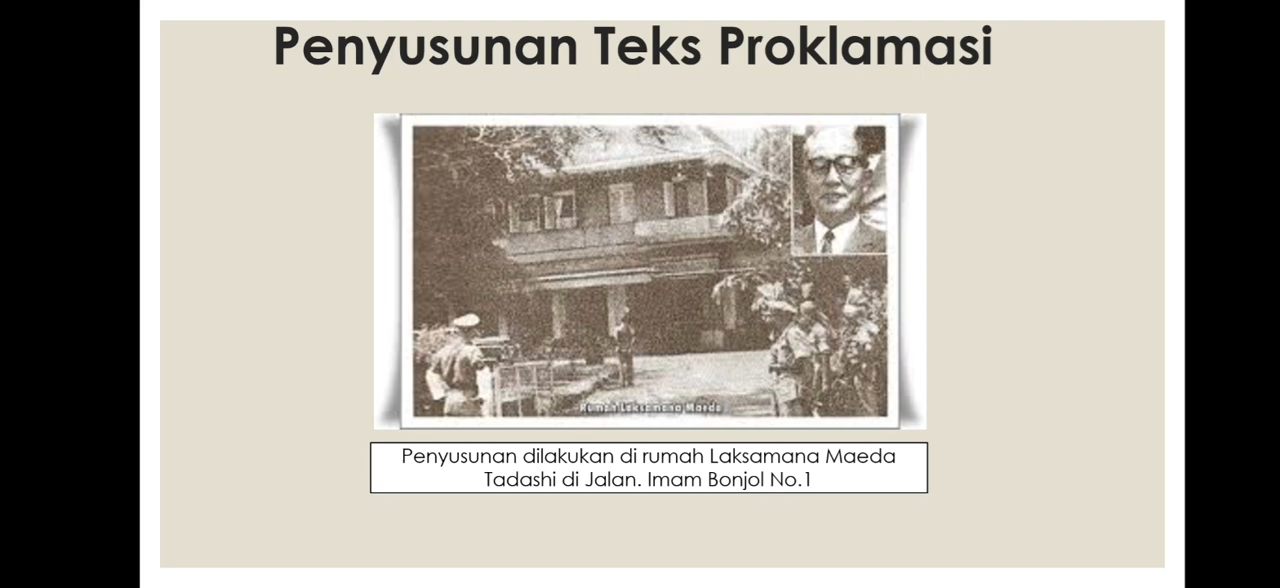 Penyusunan Teks Proklamasi
Rumah Laksamana Maeda
Penyusunan dilakukan di rumah Laksamana Maeda
Tadashi di Jalan. Imam Bonjol No.1